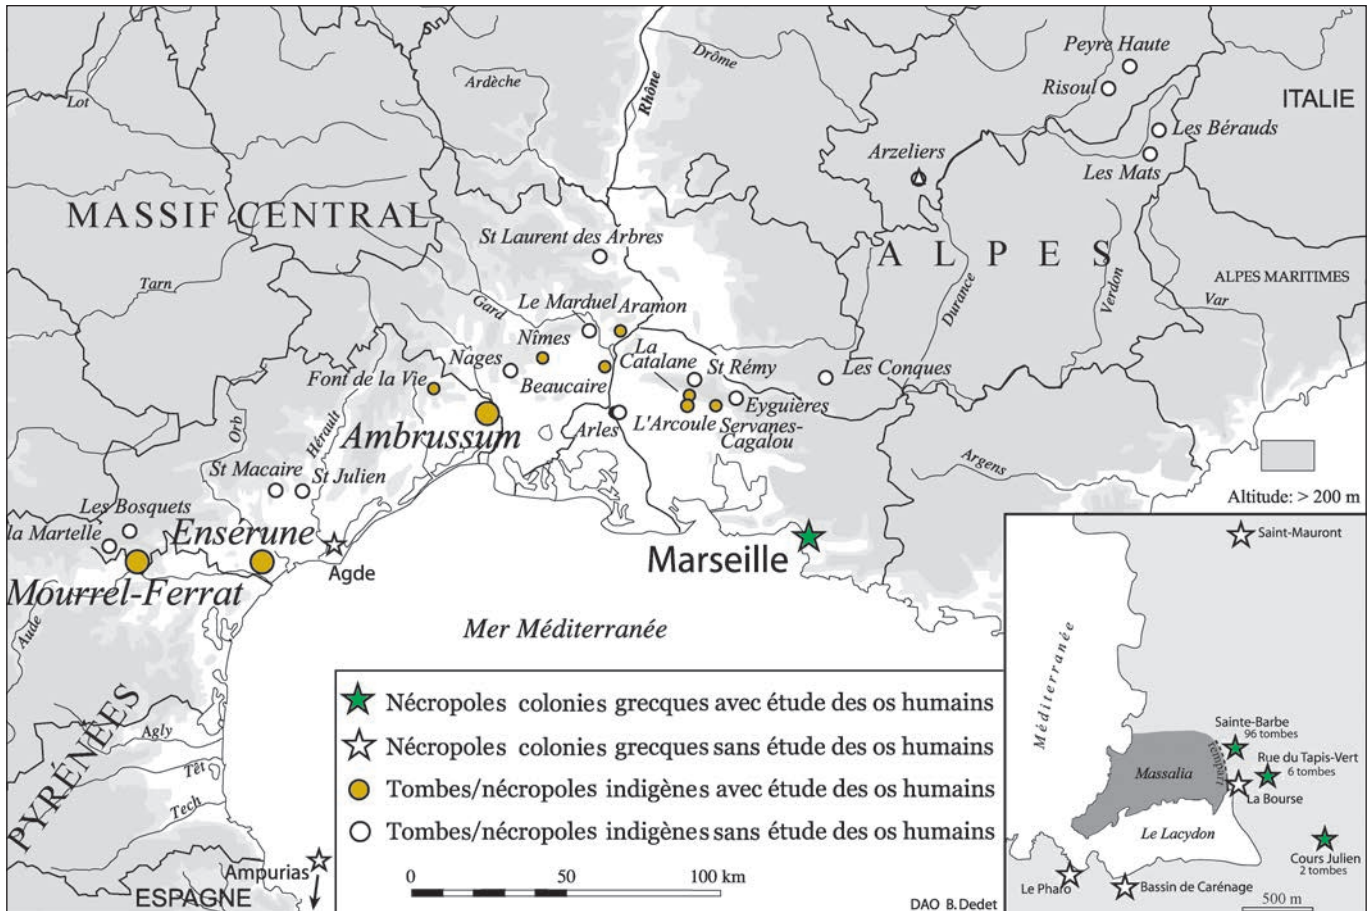 Peyre Haute
Risoul
ITALIE
Drôme
Ardèche
Rhône
Lot
Les Bérauds
Arzeliers
Les Mats
MASSIF CENTRAL
St Laurent des Arbres
ALPES
Tarn
Gard
Durance
Verdon
ALPES MARITIMES
Var
Le Marduel
Aramon
Nîmes
La
Catalane
St Rémy
Les Conques
Nages
Font de la Vie
Beaucaire
Eyguières
Ambrussum
Arles
L'Arcoule
Servanes-
Cagalou
Orb
Hérault
St Macaire
St Julien
Argens
Altitude: > 200 m
Les Bosquets
la Martelle
Ensérune
Agde
Marseille
Mourrel-Ferrat
Aude
Mer Méditerranée
PYRÉNÉES
Agly
Têt
Tech
Ampurias
ESPAGNE
Nécropoles colonies grecques avec étude des os humains
Nécropoles colonies grecques sans étude des os humains
Tombes/nécropoles indigènes avec étude des os humains
Tombes/nécropoles indigènes sans étude des os humains
0 50 100 km
DAO B. Dedet
Saint-Mauront
Méditerranée
Sainte-Barbe
96 tombes
rempart
Rue du Tapis-Vert
6 tombes
Massalia
La Bourse
Le Lacydon
Cours Julien
2 tombes
Le Pharo
Bassin de Carénage
500 m